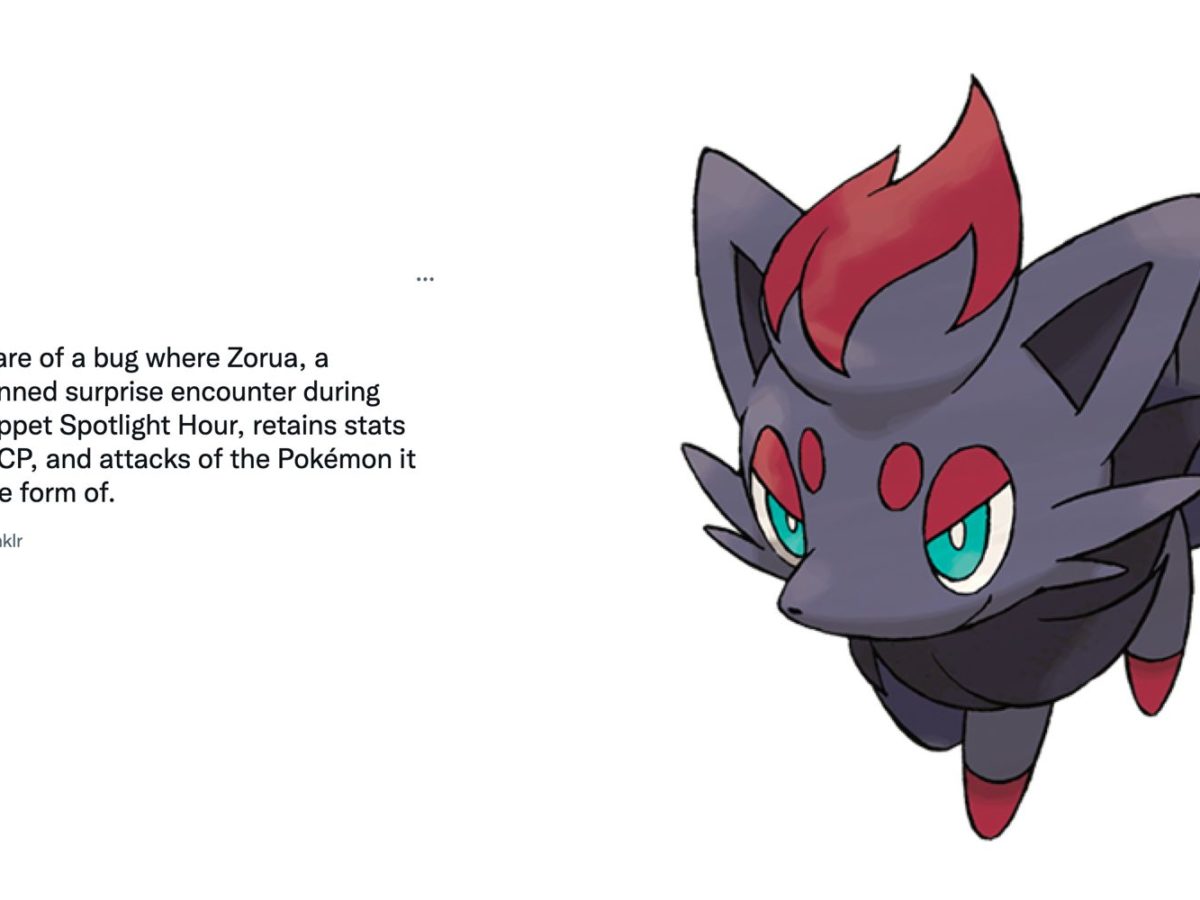 ...
are of a bug where Zorua, a
nned surprise encounter during
ppet Spotlight Hour, retains stats
CP, and attacks of the Pokémon it
e form of.
klr